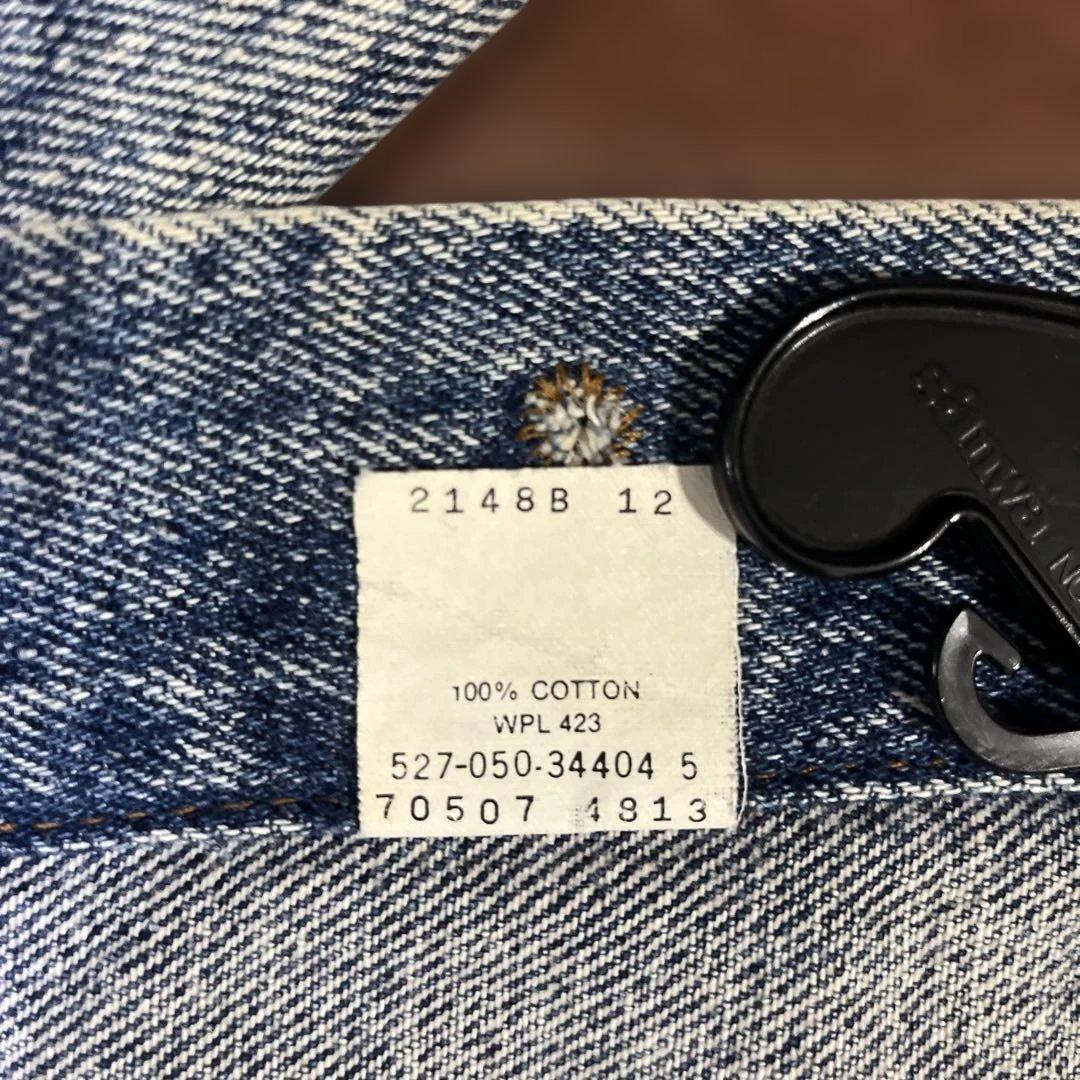 2148B 12
100% COTTON
WPL 423
527-050-34404 5
70507 4813